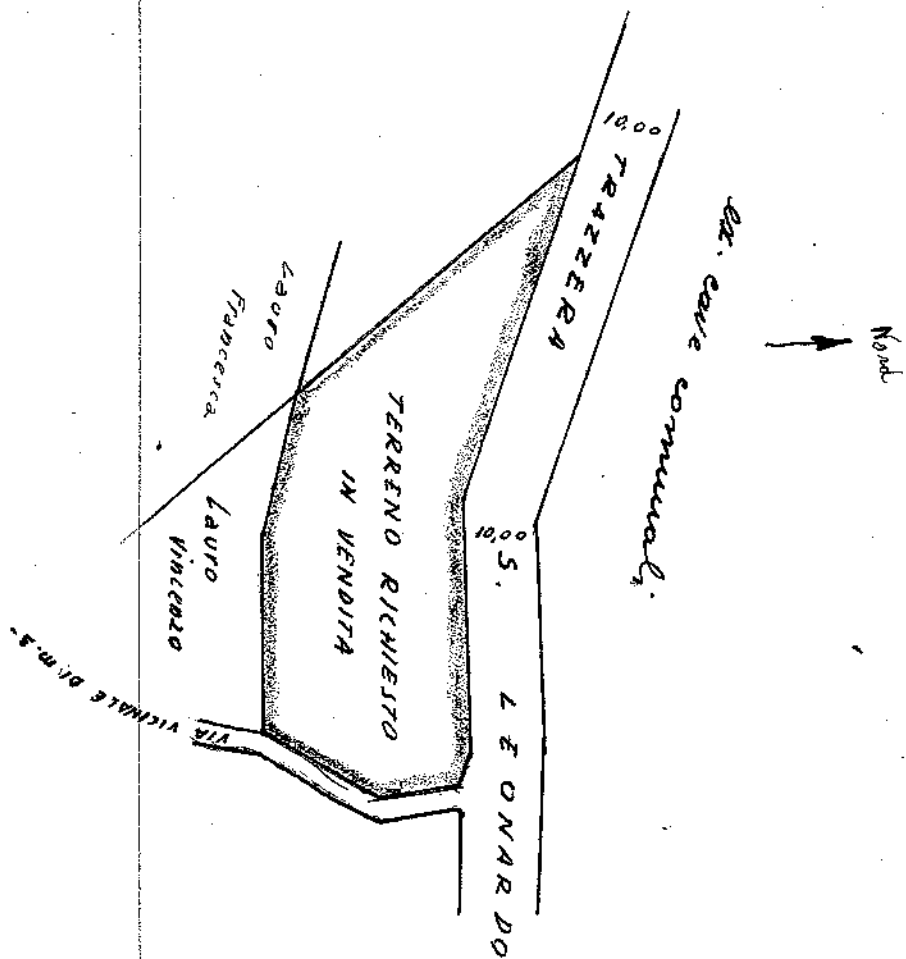 Nord
ex. cave comunali
10,00
TRAZZERA S. LEONARDO
10,00
TERRENO RICHIESTO
IN VENDITA
Lauro
Francesca
Lauro
Vincenzo
VIA VICINALE DI m.